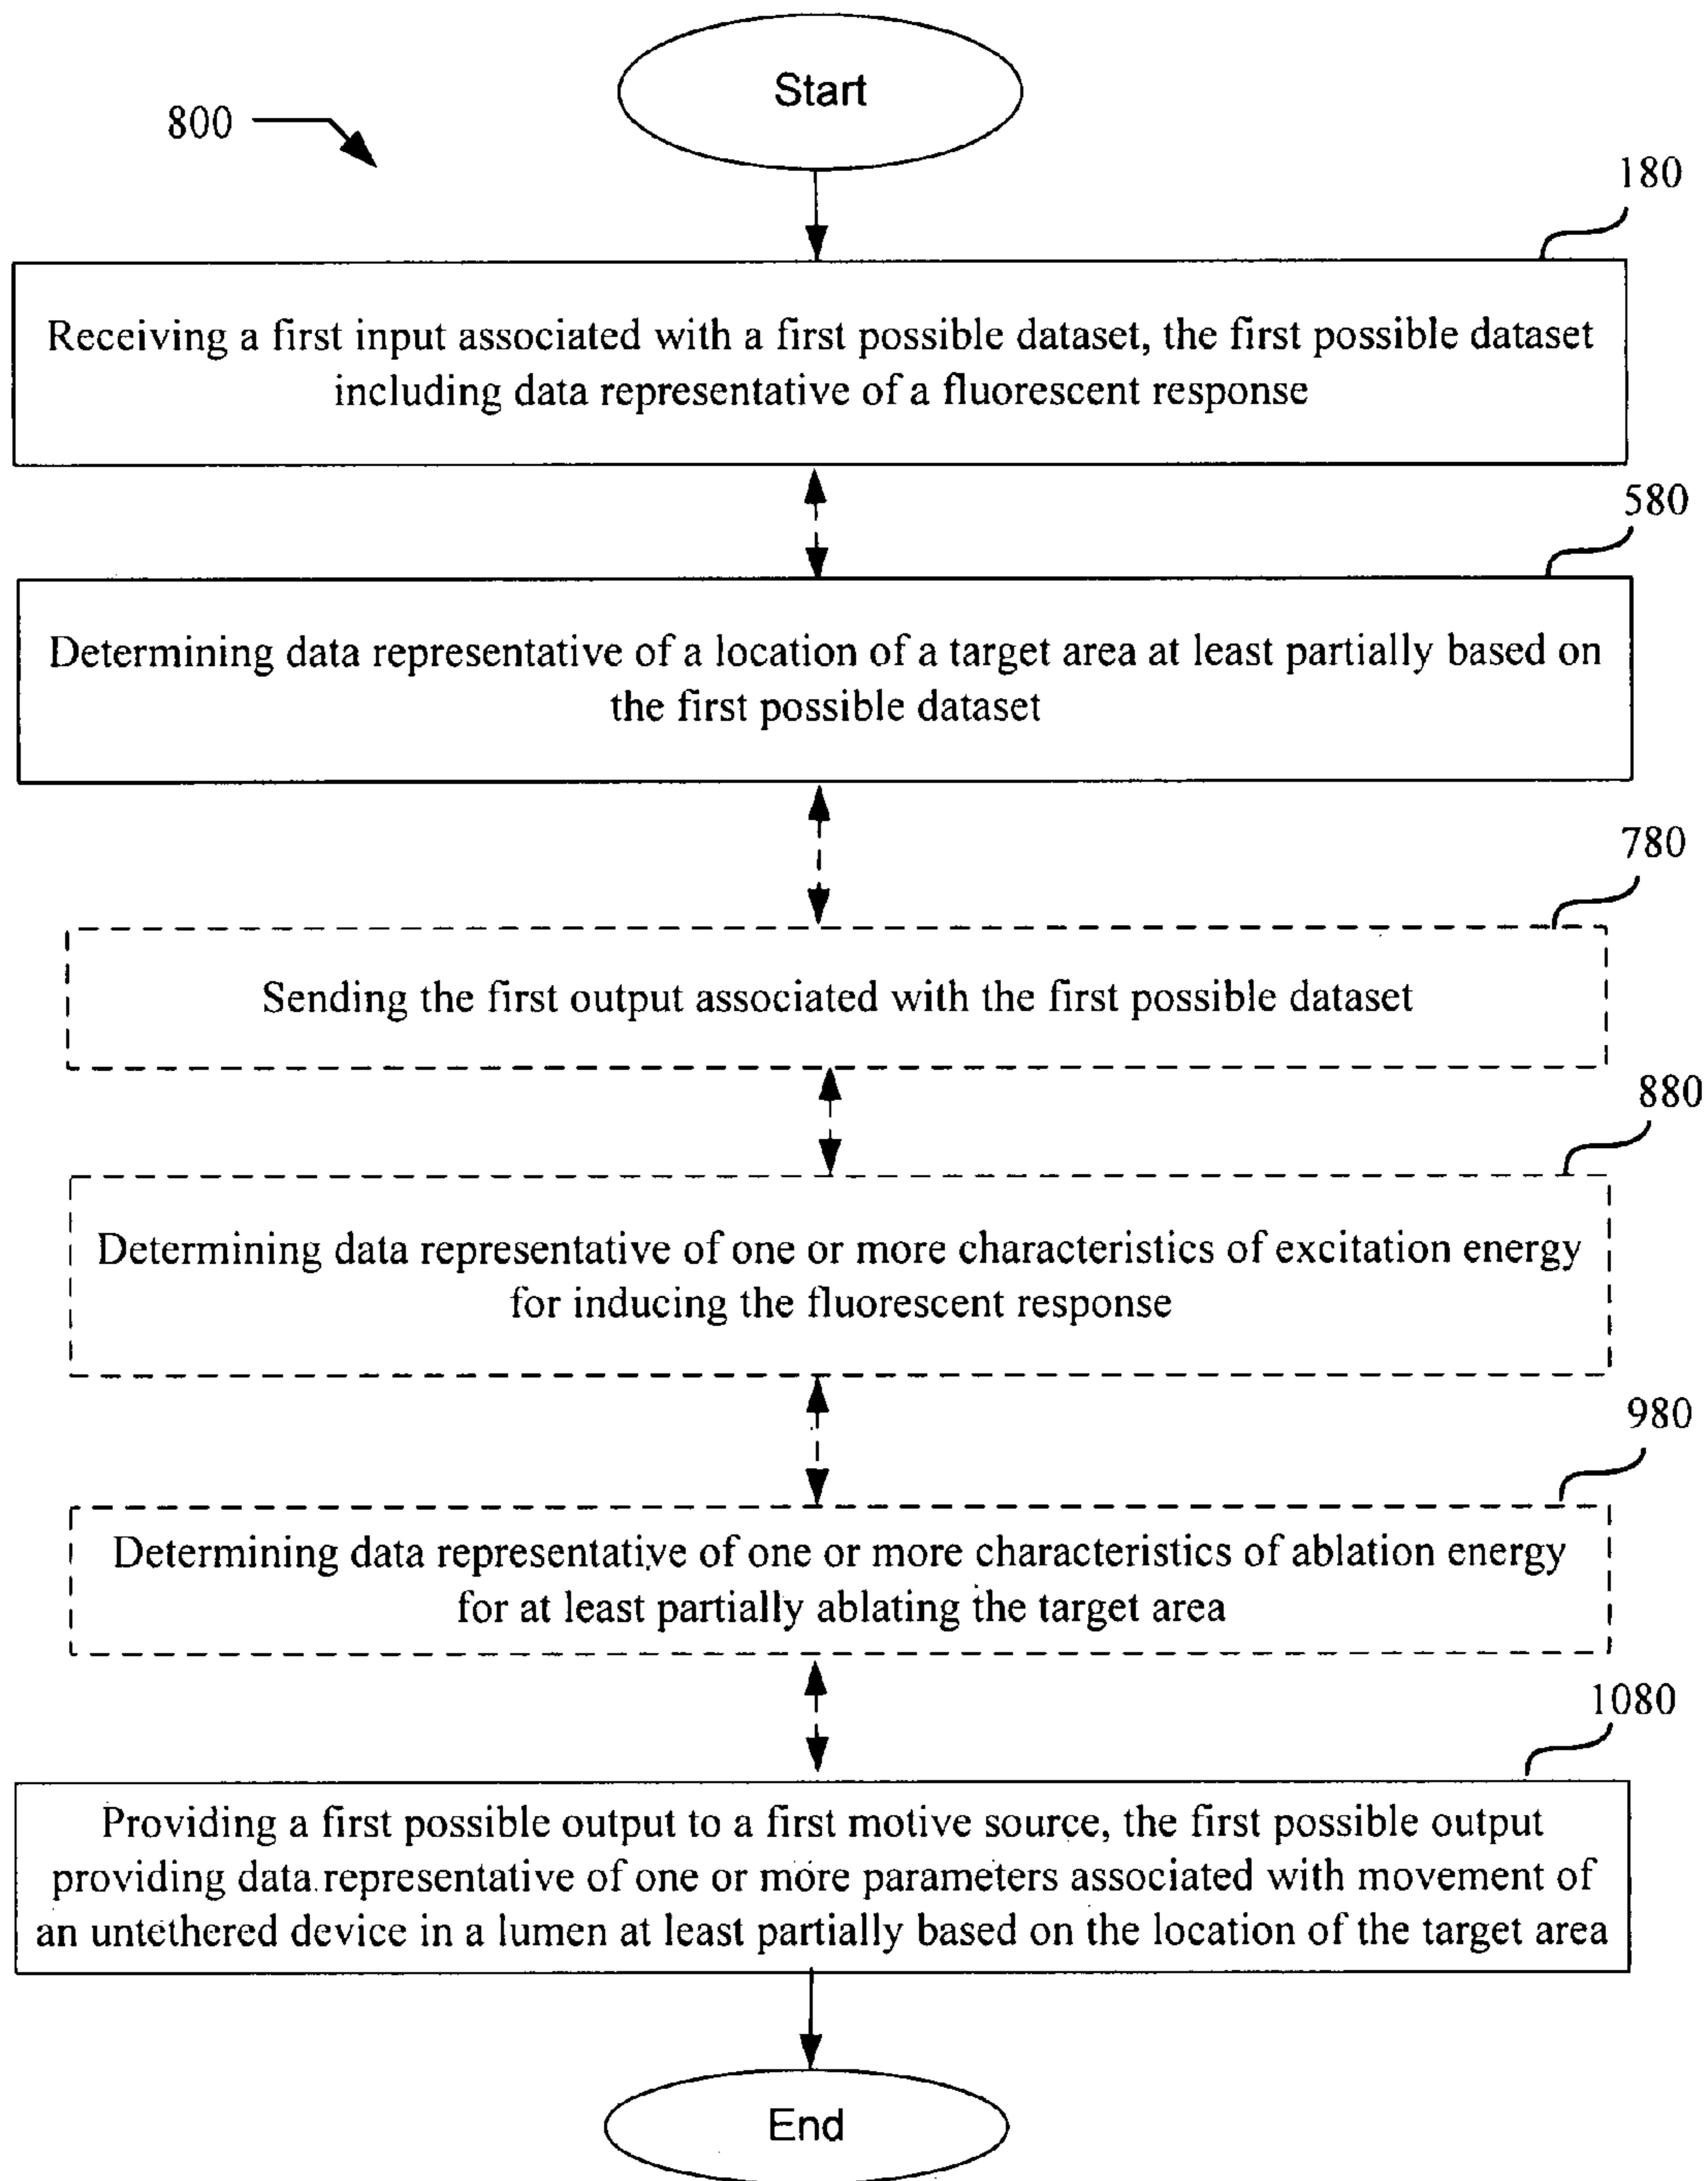 Start
800
180
Receiving a first input associated with a first possible dataset, the first possible dataset
including data representative of a fluorescent response
580
Determining data representative of a location of a target area at least partially based on
the first possible dataset
780
Sending the first output associated with the first possible dataset
880
Determining data representative of one or more characteristics of excitation energy
for inducing the fluorescent response
980
Determining data representative of one or more characteristics of ablation energy
for at least partially ablating the target area
1080
Providing a first possible output to a first motive source, the first possible output
providing data representative of one or more parameters associated with movement of
an untethered device in a lumen at least partially based on the location of the target area
End